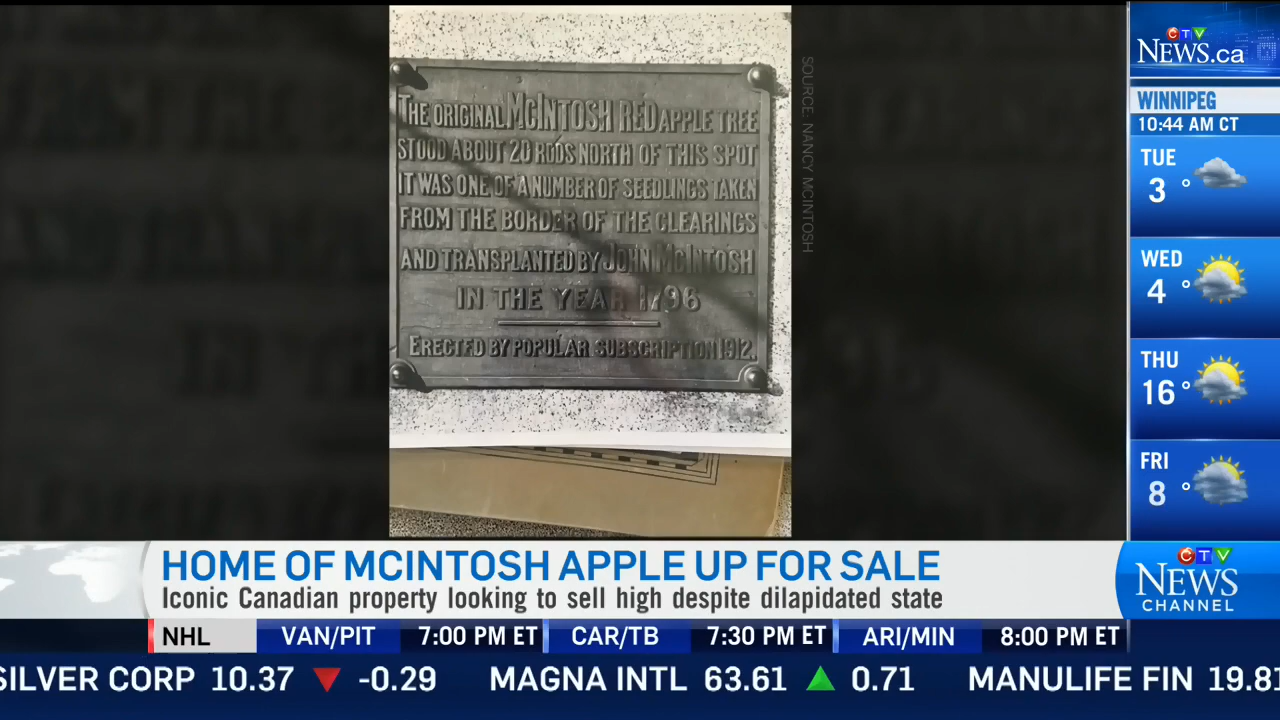 THE ORIGINAL MCINTOSH RED APPLE TREE
STOOD ABOUT 20 RODS NORTH OF THIS SPOT
IT WAS ONE OF A NUMBER OF SEEDLINGS TAKEN
FROM THE BORDER OF THE CLEARINGS
AND TRANSPLANTED BY JOHN MCINTOSH
IN THE YEAR 1796
ERECTED BY POPULAR SUBSCRIPTION 1912.
SOURCE: NANCY MCINTOSH
CTV
NEWS.ca
WINNIPEG
10:44 AM CT
TUE
3°
WED
4°
THU
16°
FRI
8°
HOME OF MCINTOSH APPLE UP FOR SALE
Iconic Canadian property looking to sell high despite dilapidated state
CTV
NEWS
CHANNEL
NHL VAN/PIT 7:00 PM ET CAR/TB 7:30 PM ET ARI/MIN 8:00 PM ET
SILVER CORP 10.37 -0.29 MAGNA INTL 63.61 0.71 MANULIFE FIN 19.81